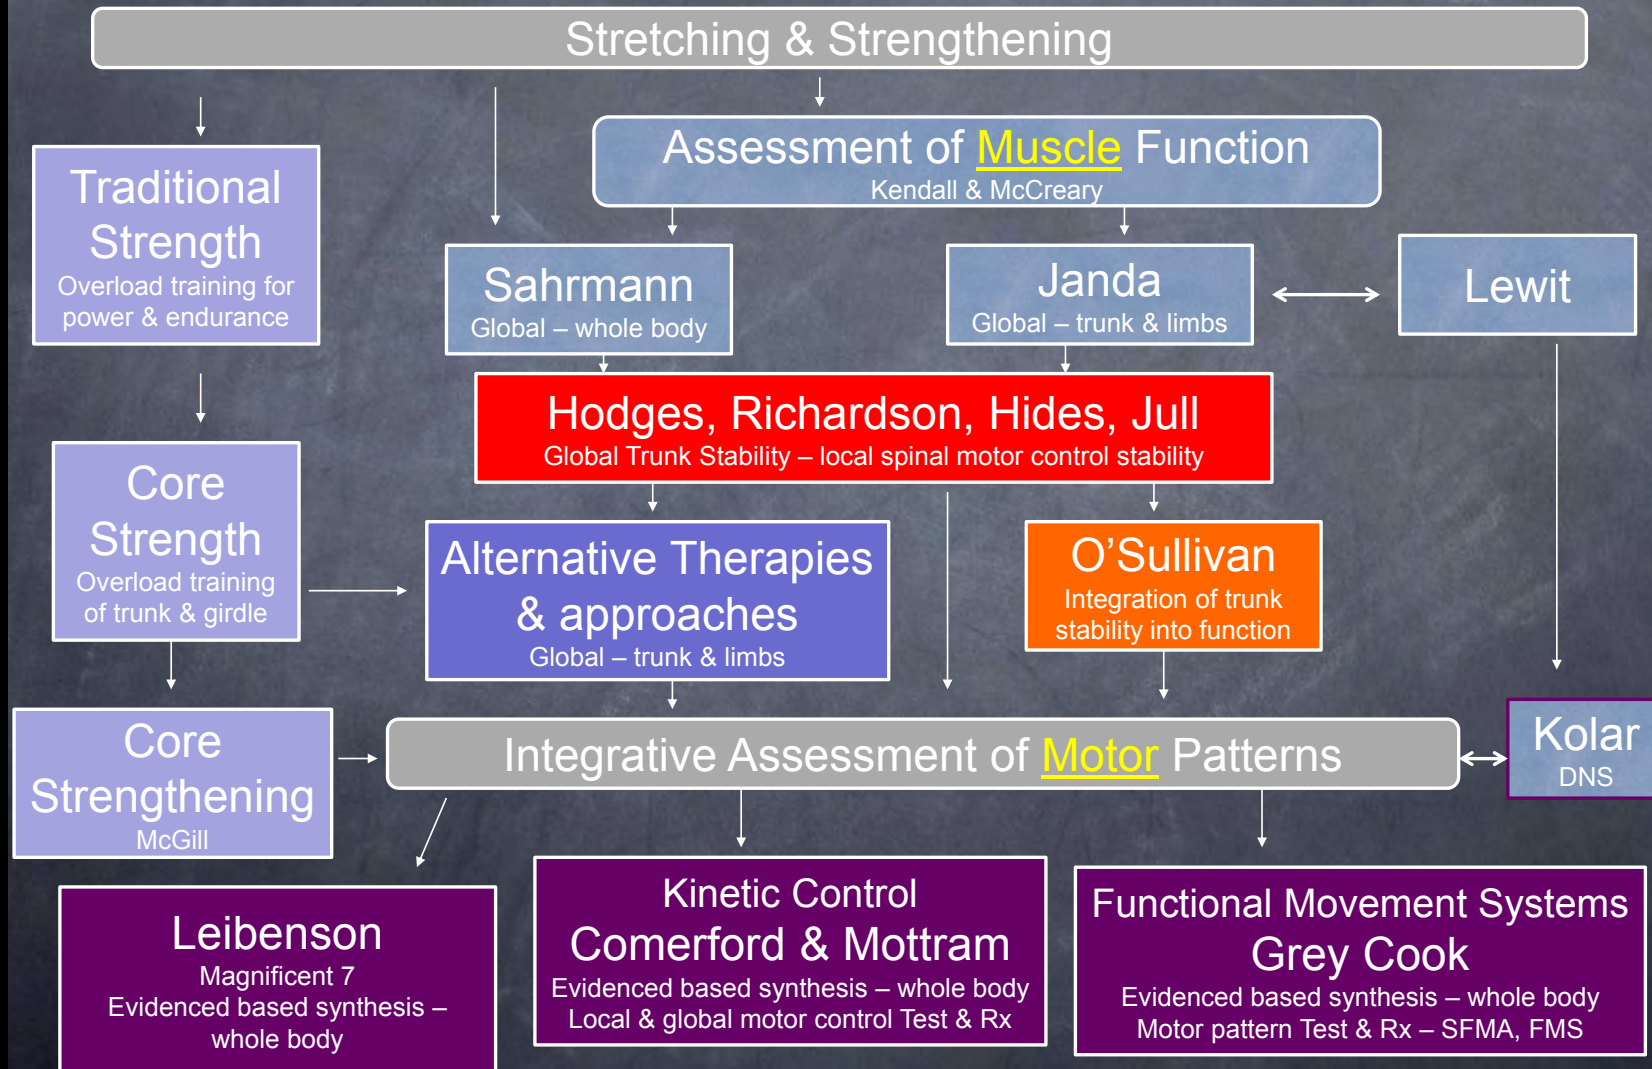 Stretching & Strengthening
Assessment of Muscle Function
Kendall & McCreary
Traditional
Strength
Overload training for
power & endurance
Sahrmann
Global – whole body
Janda
Global – trunk & limbs
Lewit
Hodges, Richardson, Hides, Jull
Global Trunk Stability – local spinal motor control stability
Core
Strength
Overload training
of trunk & girdle
Alternative Therapies
& approaches
Global – trunk & limbs
O'Sullivan
Integration of trunk
stability into function
Core
Strengthening
McGill
Integrative Assessment of Motor Patterns
Kolar
DNS
Leibenson
Magnificent 7
Evidenced based synthesis –
whole body
Kinetic Control
Comerford & Mottram
Evidenced based synthesis – whole body
Local & global motor control Test & Rx
Functional Movement Systems
Grey Cook
Evidenced based synthesis – whole body
Motor pattern Test & Rx – SFMA, FMS